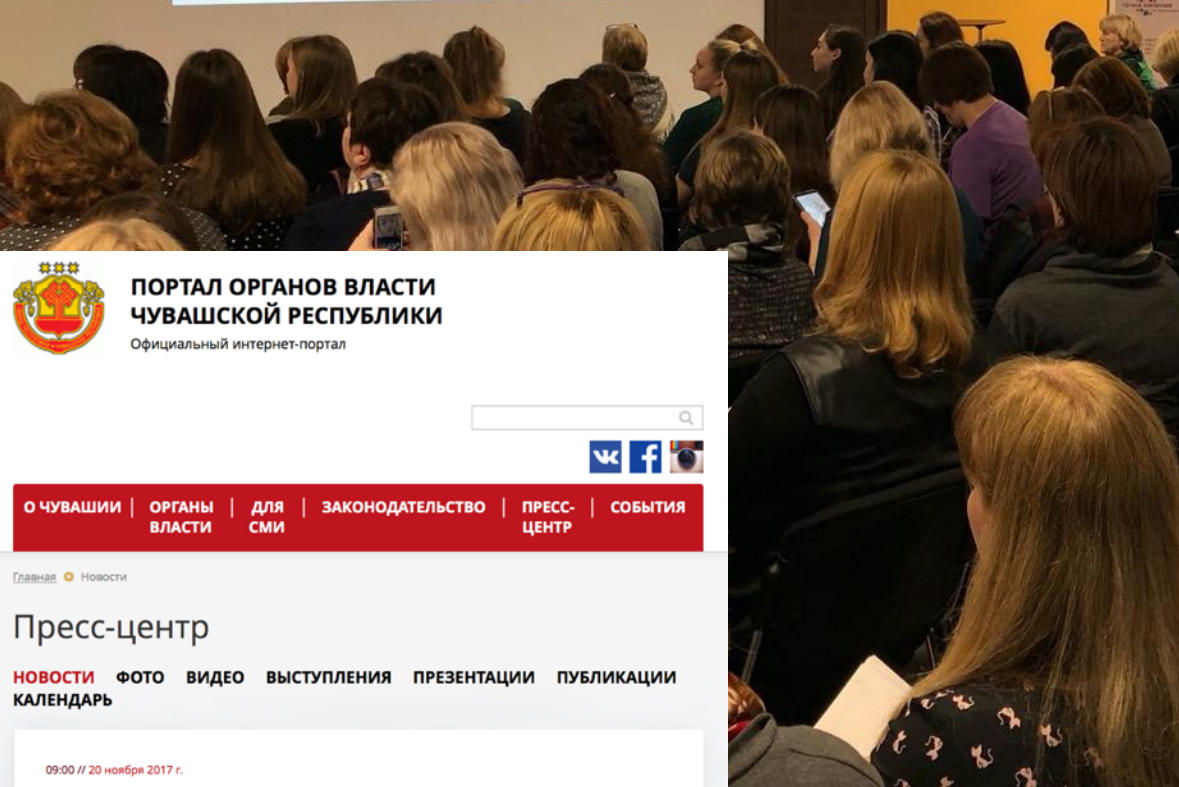 ПОРТАЛ ОРГАНОВ ВЛАСТИ
ЧУВАШСКОЙ РЕСПУБЛИКИ
Официальный интернет-портал
О ЧУВАШИИ | ОРГАНЫ ВЛАСТИ | ДЛЯ СМИ | ЗАКОНОДАТЕЛЬСТВО | ПРЕСС-ЦЕНТР | СОБЫТИЯ
Главная Новости
Пресс-центр
НОВОСТИ ФОТО ВИДЕО ВЫСТУПЛЕНИЯ ПРЕЗЕНТАЦИИ ПУБЛИКАЦИИ
КАЛЕНДАРЬ
09:00 // 20 ноября 2017 г.